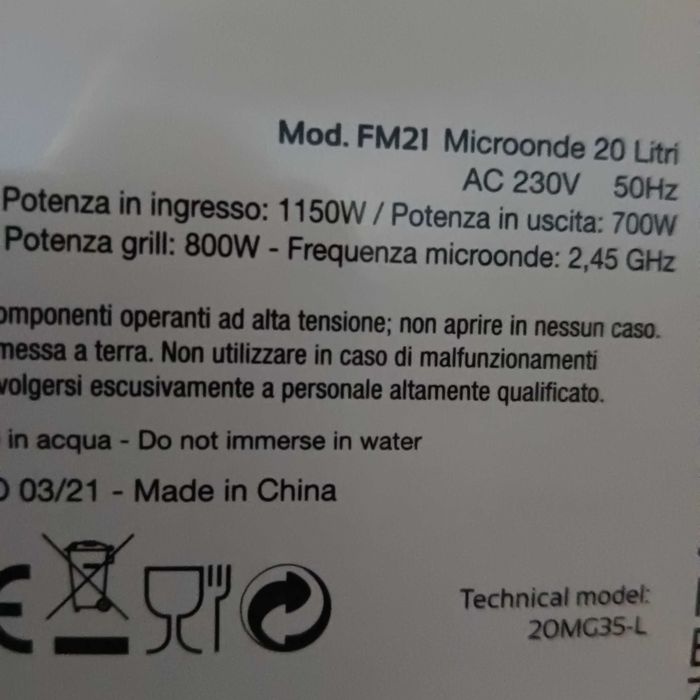 Mod. FM21 Microonde 20 Litri
AC 230V 50Hz
Potenza in ingresso: 1150W / Potenza in uscita: 700W
Potenza grill: 800W - Frequenza microonde: 2,45 GHz
omponenti operanti ad alta tensione; non aprire in nessun caso.
messa a terra. Non utilizzare in caso di malfunzionamenti
volgersi escusivamente a personale altamente qualificato.
in acqua - Do not immerse in water
03/21 - Made in China
CE
Technical model:
20MG35-L